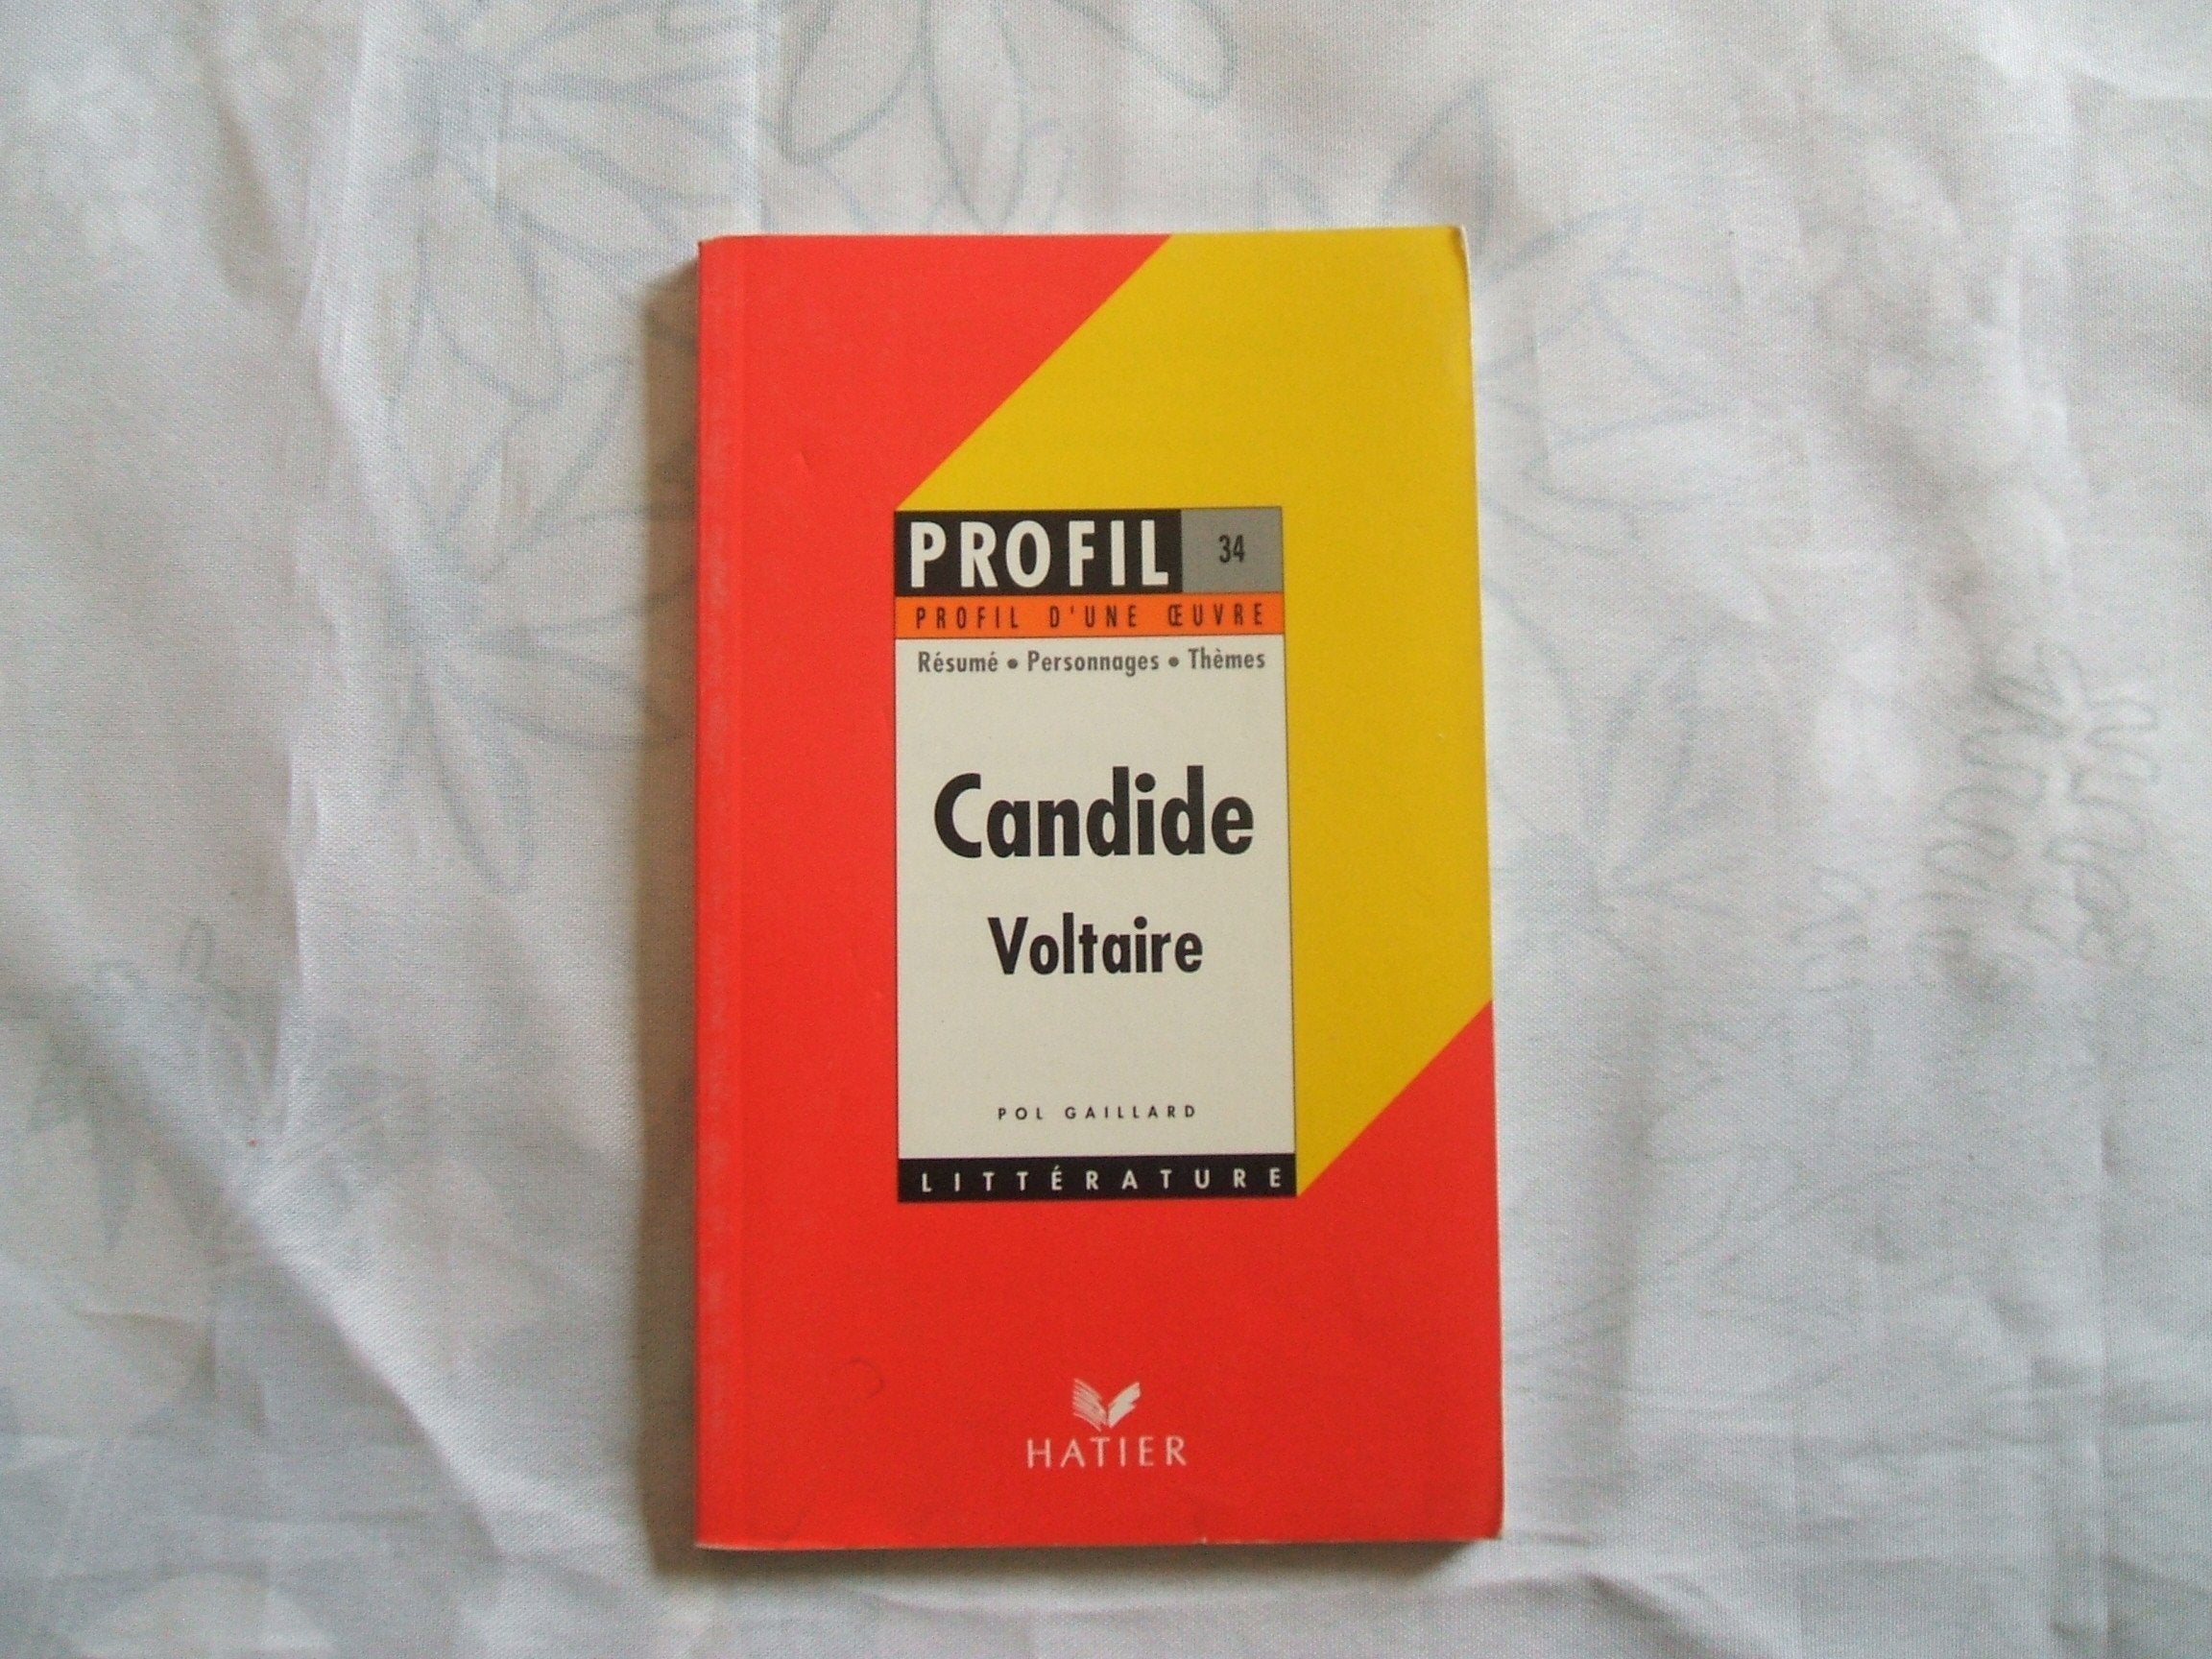 PROFIL 34
PROFIL D'UNE ŒUVRE
Résumé • Personnages • Thèmes
Candide
Voltaire
POL GAILLARD
LITTÉRATURE
HATIER